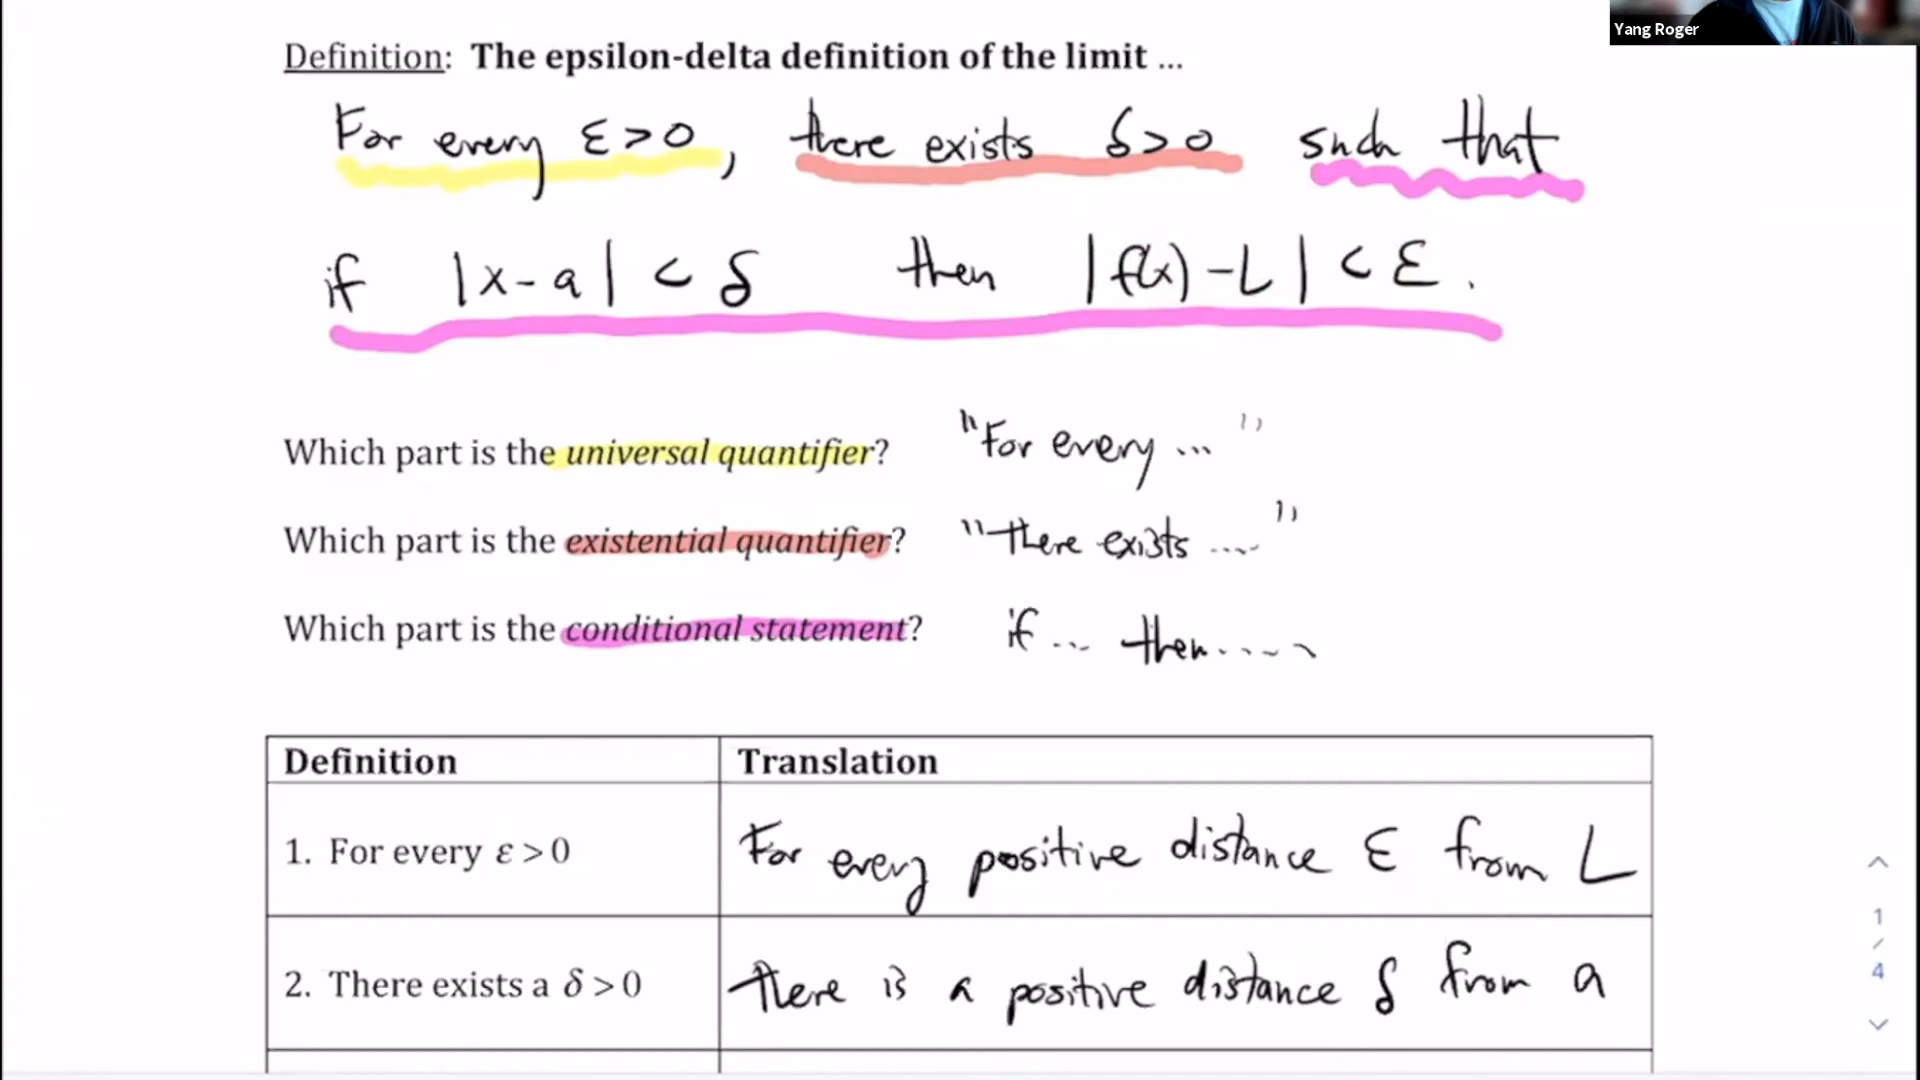 Yang Roger
Definition: The epsilon-delta definition of the limit ...
For every ε > 0, there exists δ > 0 such that
if |x - a| < δ then |f(x) - L| < ε.
Which part is the universal quantifier? "For every ..."
Which part is the existential quantifier? "there exists ...."
Which part is the conditional statement? if ... then.....
Definition Translation
1. For every ε > 0 For every positive distance ε from L
2. There exists a δ > 0 there is a positive distance δ from a
1
/
4